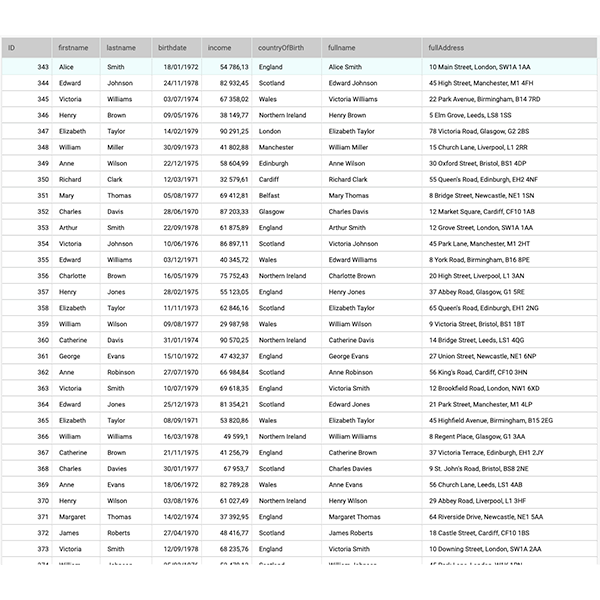 ID firstname lastname birthdate income countryOfBirth fullname fullAddress
343 Alice Smith 18/01/1972 54 786,13 England Alice Smith 10 Main Street, London, SW1A 1AA
344 Edward Johnson 24/11/1978 82 932,45 Scotland Edward Johnson 45 High Street, Manchester, M1 4FH
345 Victoria Williams 03/07/1974 67 358,02 Wales Victoria Williams 22 Park Avenue, Birmingham, B14 7RD
346 Henry Brown 09/05/1976 38 149,77 Northern Ireland Henry Brown 5 Elm Grove, Leeds, LS8 1SS
347 Elizabeth Taylor 14/02/1979 90 291,25 London Elizabeth Taylor 78 Victoria Road, Glasgow, G2 2BS
348 William Miller 30/09/1973 41 802,88 Manchester William Miller 15 Church Lane, Liverpool, L1 2RR
349 Anne Wilson 22/12/1975 58 604,99 Edinburgh Anne Wilson 30 Oxford Street, Bristol, BS1 4DP
350 Richard Clark 12/03/1971 32 579,61 Cardiff Richard Clark 55 Queen's Road, Edinburgh, EH2 4NF
351 Mary Thomas 05/08/1977 69 412,81 Belfast Mary Thomas 8 Bridge Street, Newcastle, NE1 1SN
352 Charles Davis 28/06/1970 87 203,33 Glasgow Charles Davis 12 Market Square, Cardiff, CF10 1AB
353 Arthur Smith 22/09/1978 61 875,89 England Arthur Smith 12 Grove Street, London, SW1A 1AA
354 Victoria Johnson 10/06/1976 86 897,11 Scotland Victoria Johnson 45 Park Lane, Manchester, M1 2HT
355 Edward Williams 03/12/1971 40 345,72 Wales Edward Williams 8 York Road, Birmingham, B16 8PE
356 Charlotte Brown 16/05/1979 75 752,43 Northern Ireland Charlotte Brown 20 High Street, Liverpool, L1 3AN
357 Henry Jones 28/02/1975 55 123,05 England Henry Jones 37 Abbey Road, Glasgow, G1 5RE
358 Elizabeth Taylor 11/11/1973 62 846,16 Scotland Elizabeth Taylor 65 Queen's Road, Edinburgh, EH1 2NG
359 William Wilson 09/08/1977 29 987,98 Wales William Wilson 9 Victoria Street, Bristol, BS1 1BT
360 Catherine Davis 31/01/1974 90 570,25 Northern Ireland Catherine Davis 14 Bridge Street, Leeds, LS1 4QG
361 George Evans 15/10/1972 47 432,37 England George Evans 27 Union Street, Newcastle, NE1 6NP
362 Anne Robinson 27/07/1970 66 984,84 Scotland Anne Robinson 56 King's Road, Cardiff, CF10 3HN
363 Victoria Smith 10/07/1979 69 618,35 England Victoria Smith 12 Brookfield Road, London, NW1 6XD
364 Edward Jones 25/12/1973 81 354,21 Scotland Edward Jones 21 Park Street, Manchester, M1 4LP
365 Elizabeth Taylor 08/09/1971 53 820,86 Wales Elizabeth Taylor 45 Highfield Avenue, Birmingham, B15 2EG
366 William Williams 16/03/1978 49 599,1 Northern Ireland William Williams 8 Regent Place, Glasgow, G1 3AA
367 Catherine Brown 21/11/1975 41 256,79 England Catherine Brown 37 Victoria Terrace, Edinburgh, EH1 2JY
368 Charles Davies 30/01/1977 67 953,7 Scotland Charles Davies 9 St. John's Road, Bristol, BS8 2NE
369 Anne Evans 18/06/1972 82 789,28 Wales Anne Evans 56 Church Lane, Leeds, LS1 4AB
370 Henry Wilson 03/08/1976 61 027,49 Northern Ireland Henry Wilson 29 Abbey Road, Liverpool, L1 3HF
371 Margaret Thomas 14/02/1974 37 392,95 England Margaret Thomas 64 Riverside Drive, Newcastle, NE1 5AA
372 James Roberts 27/04/1970 48 416,77 Scotland James Roberts 18 Castle Street, Cardiff, CF10 1BS
373 Victoria Smith 12/09/1978 68 235,76 England Victoria Smith 10 Downing Street, London, SW1A 2AA